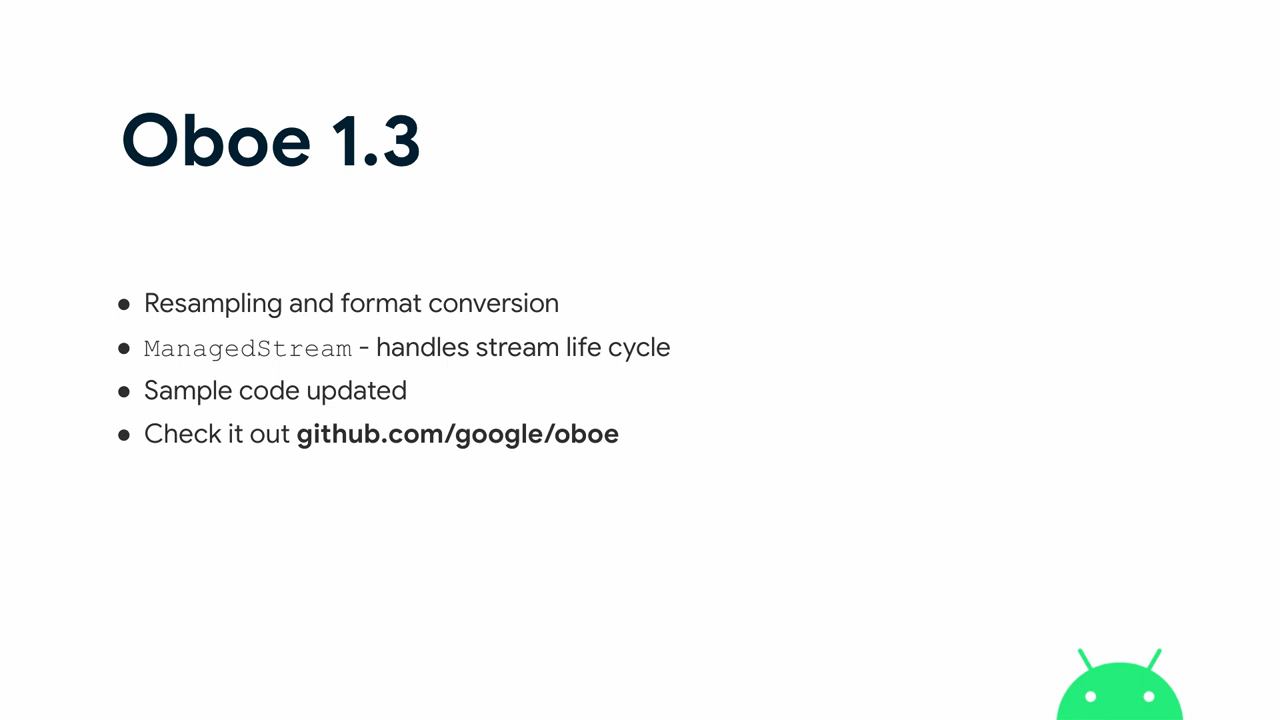 Oboe 1.3
● Resampling and format conversion
● ManagedStream - handles stream life cycle
● Sample code updated
● Check it out github.com/google/oboe